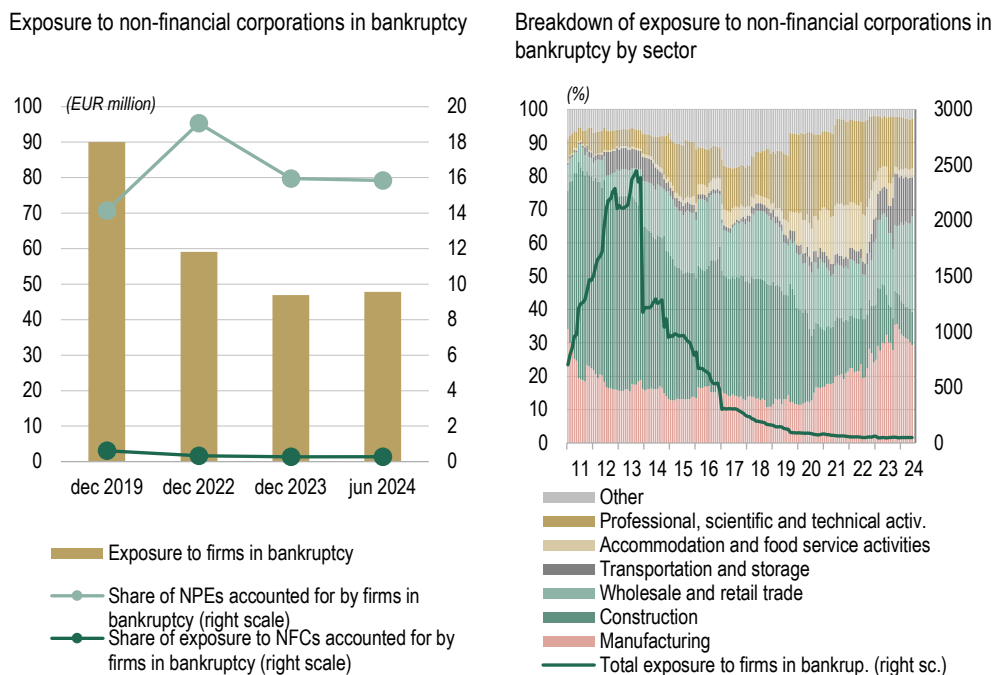 Exposure to non-financial corporations in bankruptcy
(EUR million)
100
90
80
70
60
50
40
30
20
10
0
20
18
16
14
12
10
8
6
4
2
0
dec 2019 dec 2022 dec 2023 jun 2024
Exposure to firms in bankruptcy
Share of NPEs accounted for by firms in
bankruptcy (right scale)
Share of exposure to NFCs accounted for by
firms in bankruptcy (right scale)
Breakdown of exposure to non-financial corporations in
bankruptcy by sector
(%)
100
90
80
70
60
50
40
30
20
10
0
3000
2500
2000
1500
1000
500
0
11 12 13 14 15 16 17 18 19 20 21 22 23 24
Other
Professional, scientific and technical activ.
Accommodation and food service activities
Transportation and storage
Wholesale and retail trade
Construction
Manufacturing
Total exposure to firms in bankrup. (right sc.)